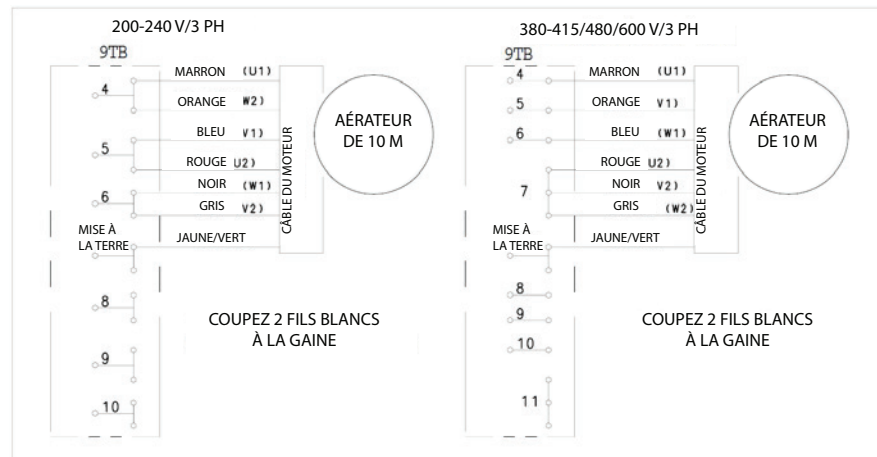 200-240 V/3 PH
9TB
4
MARRON (U1)
ORANGE W2)
5
BLEU V1)
ROUGE U2)
6
NOIR (W1)
GRIS V2)
MISE À
LA TERRE
JAUNE/VERT
CÂBLE DU MOTEUR
AÉRATEUR
DE 10 M
8
9
10
COUPEZ 2 FILS BLANCS
À LA GAINE
380-415/480/600 V/3 PH
9TB
4
MARRON (U1)
5
ORANGE V1)
6
BLEU (W1)
ROUGE U2)
7
NOIR V2)
GRIS (W2)
MISE À
LA TERRE
JAUNE/VERT
CÂBLE DU MOTEUR
AÉRATEUR
DE 10 M
8
9
10
11
COUPEZ 2 FILS BLANCS
À LA GAINE